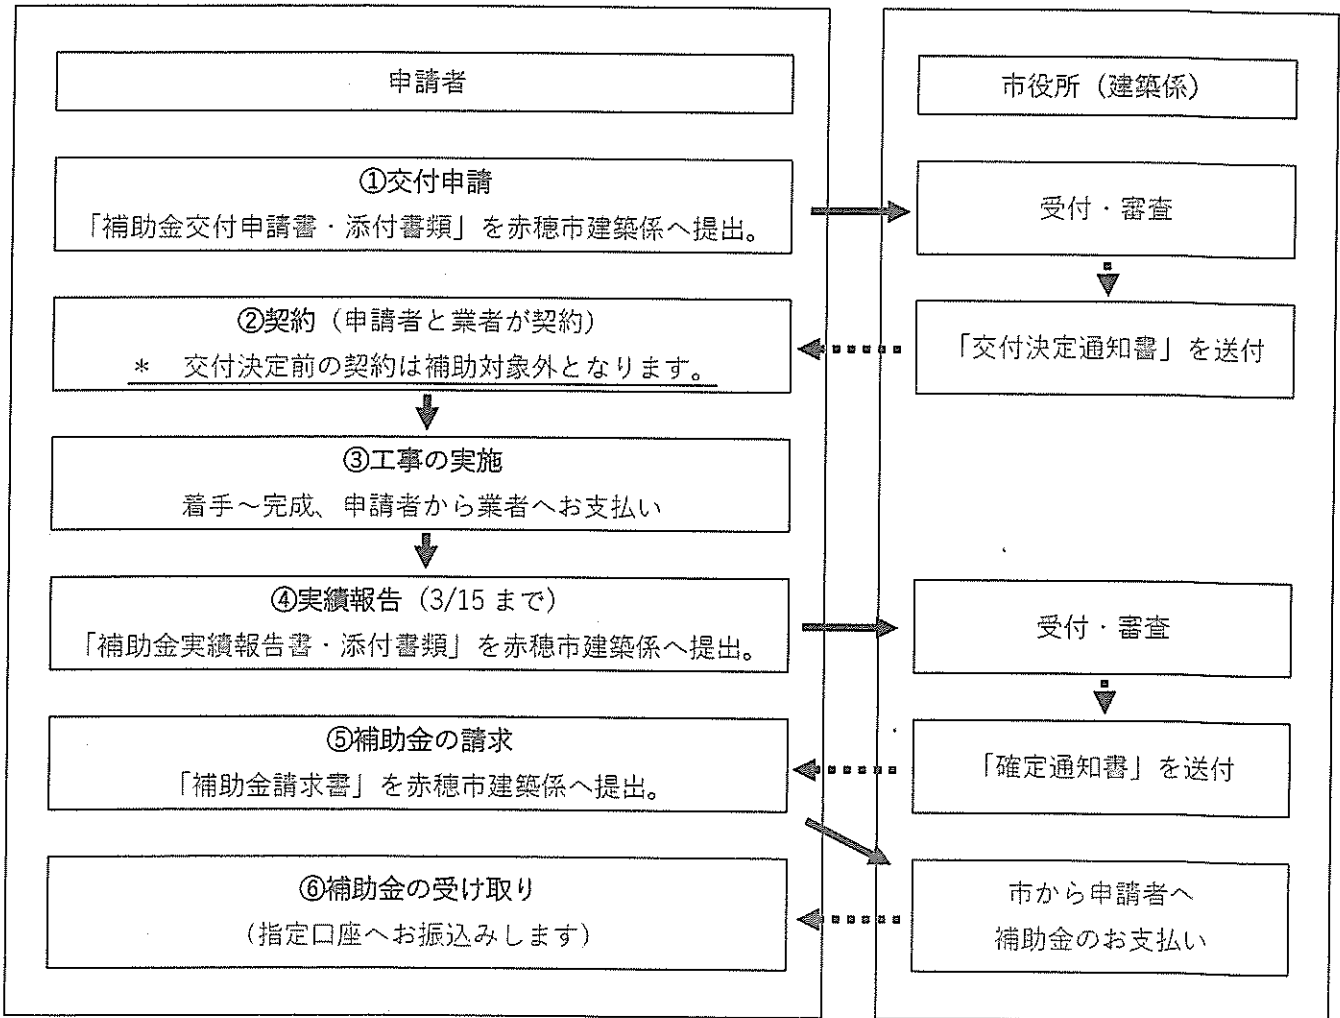 申請者
市役所（建築係）
①交付申請
「補助金交付申請書・添付書類」を赤穂市建築係へ提出。
受付・審査
②契約（申請者と業者が契約）
＊　交付決定前の契約は補助対象外となります。
「交付決定通知書」を送付
③工事の実施
着手～完成、申請者から業者へお支払い
④実績報告（3/15 まで）
「補助金実績報告書・添付書類」を赤穂市建築係へ提出。
受付・審査
⑤補助金の請求
「補助金請求書」を赤穂市建築係へ提出。
「確定通知書」を送付
⑥補助金の受け取り
（指定口座へお振込みします）
市から申請者へ
補助金のお支払い